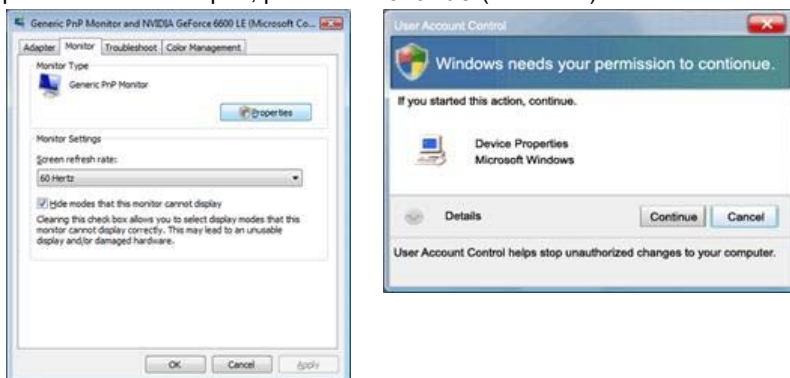 Generic PnP Monitor and NVIDIA GeForce 6600 LE (Microsoft Co...
Adapter Monitor Troubleshoot Color Management
Monitor Type
Generic PnP Monitor
Properties
Monitor Settings
Screen refresh rate:
60 Hertz
Hide modes that this monitor cannot display
Clearing this check box allows you to select display modes that this
monitor cannot display correctly. This may lead to an unusable
display and/or damaged hardware.
OK Cancel Apply
User Account Control
Windows needs your permission to contionue.
If you started this action, continue.
Device Properties
Microsoft Windows
Details Continue Cancel
User Account Control helps stop unauthorized changes to your computer.